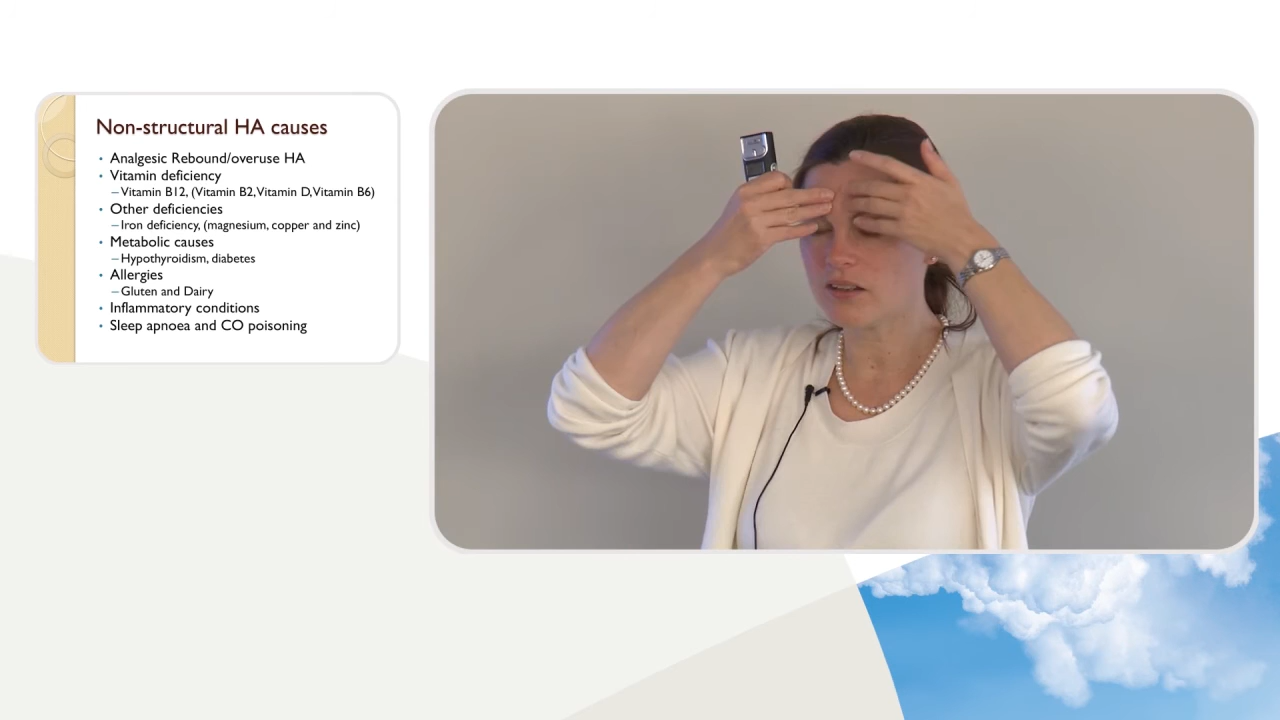 Non-structural HA causes
• Analgesic Rebound/overuse HA
• Vitamin deficiency
–Vitamin B12, (Vitamin B2,Vitamin D,Vitamin B6)
• Other deficiencies
–Iron deficiency, (magnesium, copper and zinc)
• Metabolic causes
–Hypothyroidism, diabetes
• Allergies
–Gluten and Dairy
• Inflammatory conditions
• Sleep apnoea and CO poisoning